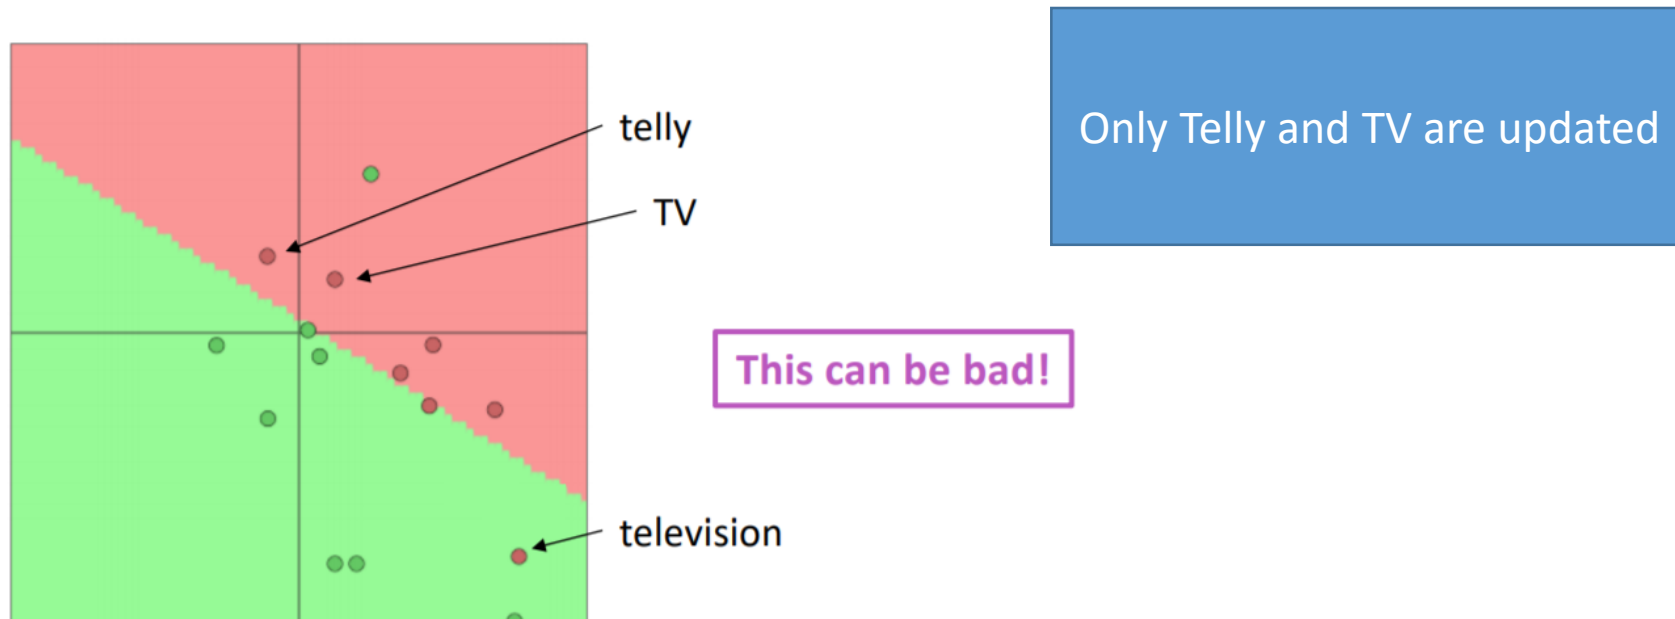 telly
TV
Only Telly and TV are updated
This can be bad!
television